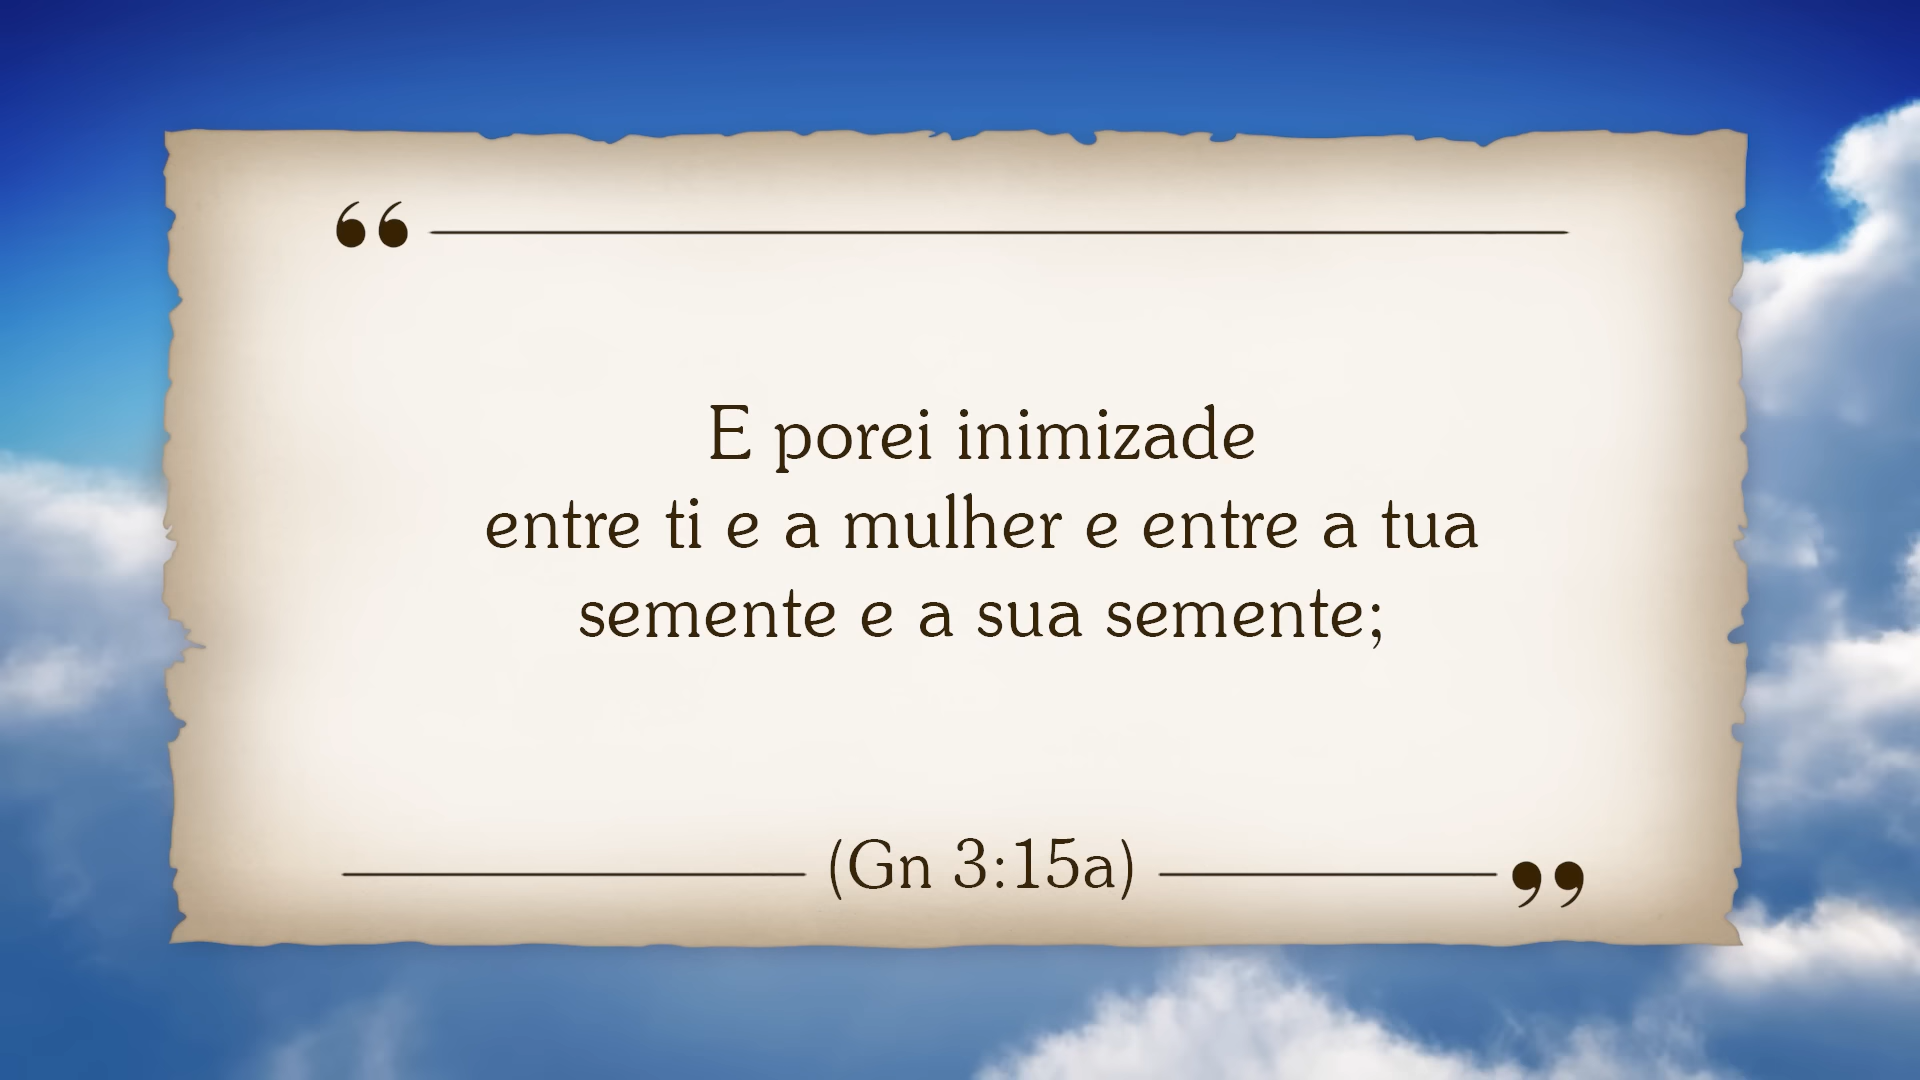 “
E porei inimizade
entre ti e a mulher e entre a tua
semente e a sua semente;
(Gn 3:15a)
”